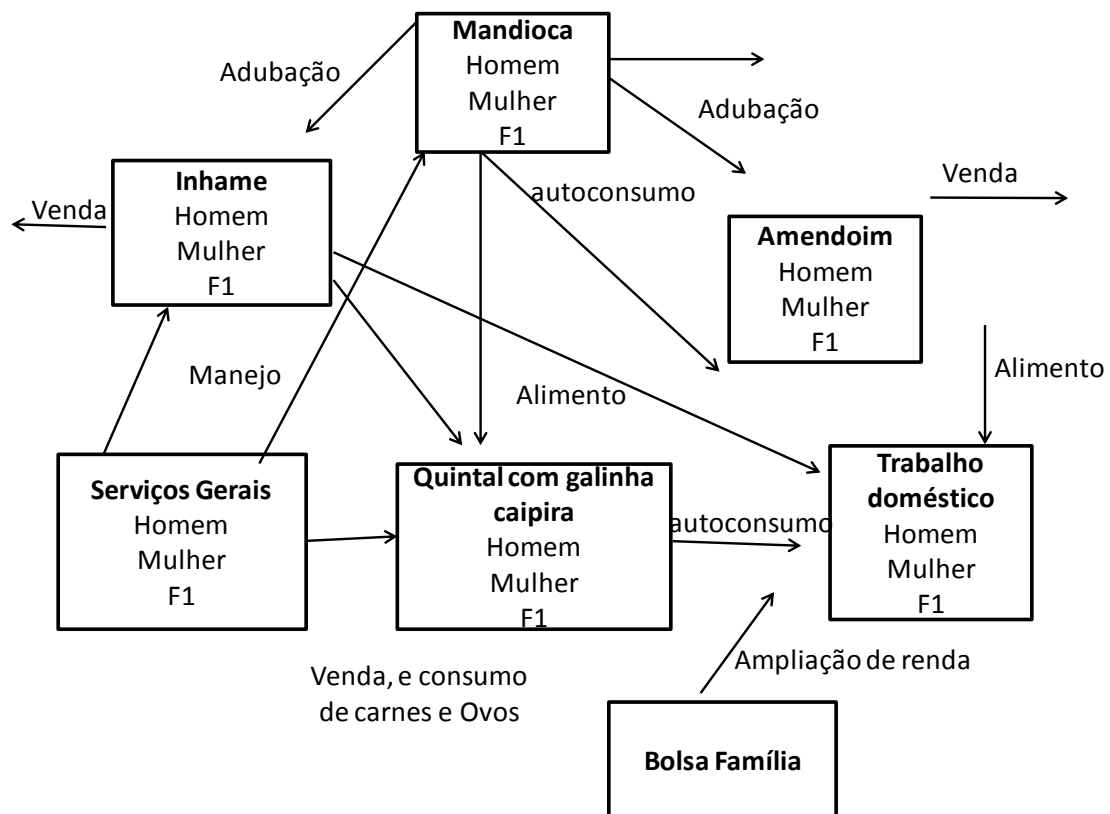 Mandioca
Homem
Mulher
F1
Adubação
Adubação
Inhame
Homem
Mulher
F1
autoconsumo
Venda
Venda
Amendoim
Homem
Mulher
F1
Manejo
Alimento
Alimento
Serviços Gerais
Homem
Mulher
F1
Quintal com galinha
caipira
Homem
Mulher
F1
autoconsumo
Trabalho
doméstico
Homem
Mulher
F1
Venda, e consumo
de carnes e Ovos
Ampliação de renda
Bolsa Família